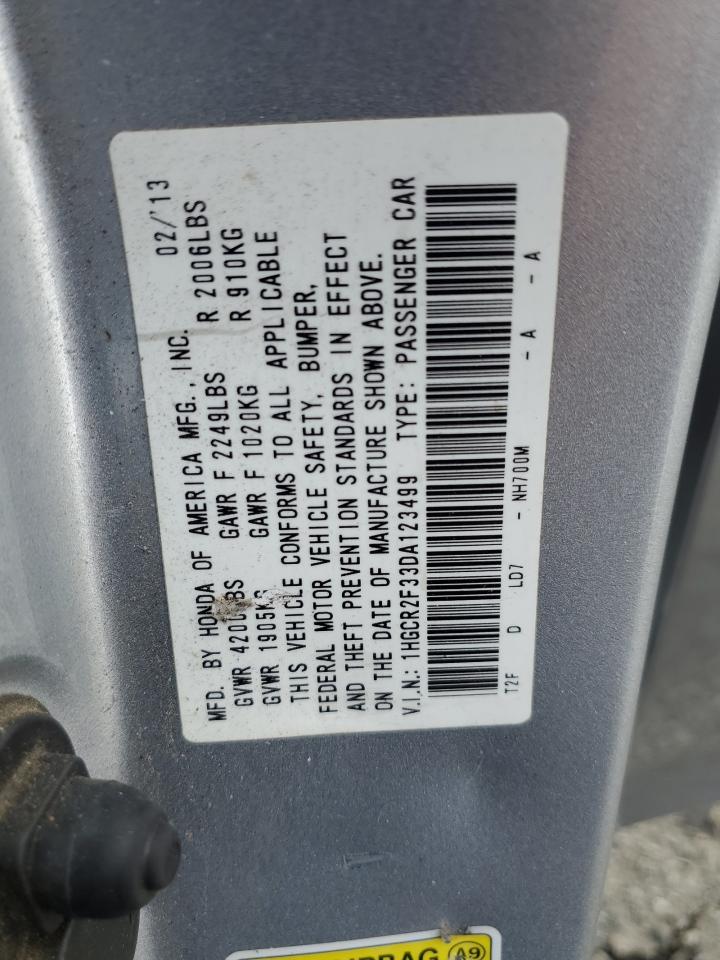 MFD. BY HONDA OF AMERICA MFG., INC. 02/'13
GVWR 4200LBS GAWR F 2249LBS R 2006LBS
GVWR 1905KG GAWR F 1020KG R 910KG
THIS VEHICLE CONFORMS TO ALL APPLICABLE
FEDERAL MOTOR VEHICLE SAFETY, BUMPER,
AND THEFT PREVENTION STANDARDS IN EFFECT
ON THE DATE OF MANUFACTURE SHOWN ABOVE.
V.I.N.: 1HGCR2F33DA123499 TYPE: PASSENGER CAR
T2F D LD7 - NH700M - A - A
A9